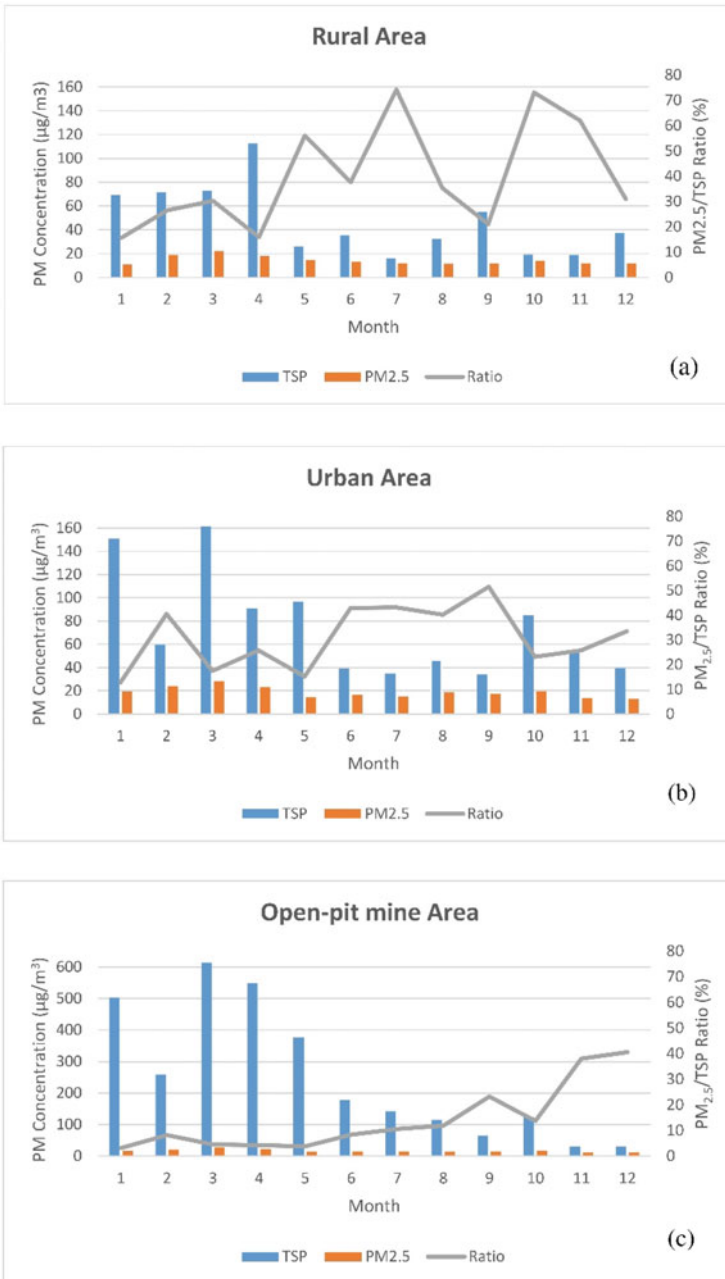 Rural Area
PM Concentration (µg/m3)
160
140
120
100
80
60
40
20
0
80
70
60
50
40
30
20
10
0
PM2.5/TSP Ratio (%)
1 2 3 4 5 6 7 8 9 10 11 12
Month
TSP PM2.5 Ratio
(a)
Urban Area
PM Concentration (µg/m³)
160
140
120
100
80
60
40
20
0
80
70
60
50
40
30
20
10
0
PM₂.₅/TSP Ratio (%)
1 2 3 4 5 6 7 8 9 10 11 12
Month
TSP PM2.5 Ratio
(b)
Open-pit mine Area
PM Concentration (µg/m³)
600
500
400
300
200
100
0
80
70
60
50
40
30
20
10
0
PM₂.₅/TSP Ratio (%)
1 2 3 4 5 6 7 8 9 10 11 12
Month
TSP PM2.5 Ratio
(c)